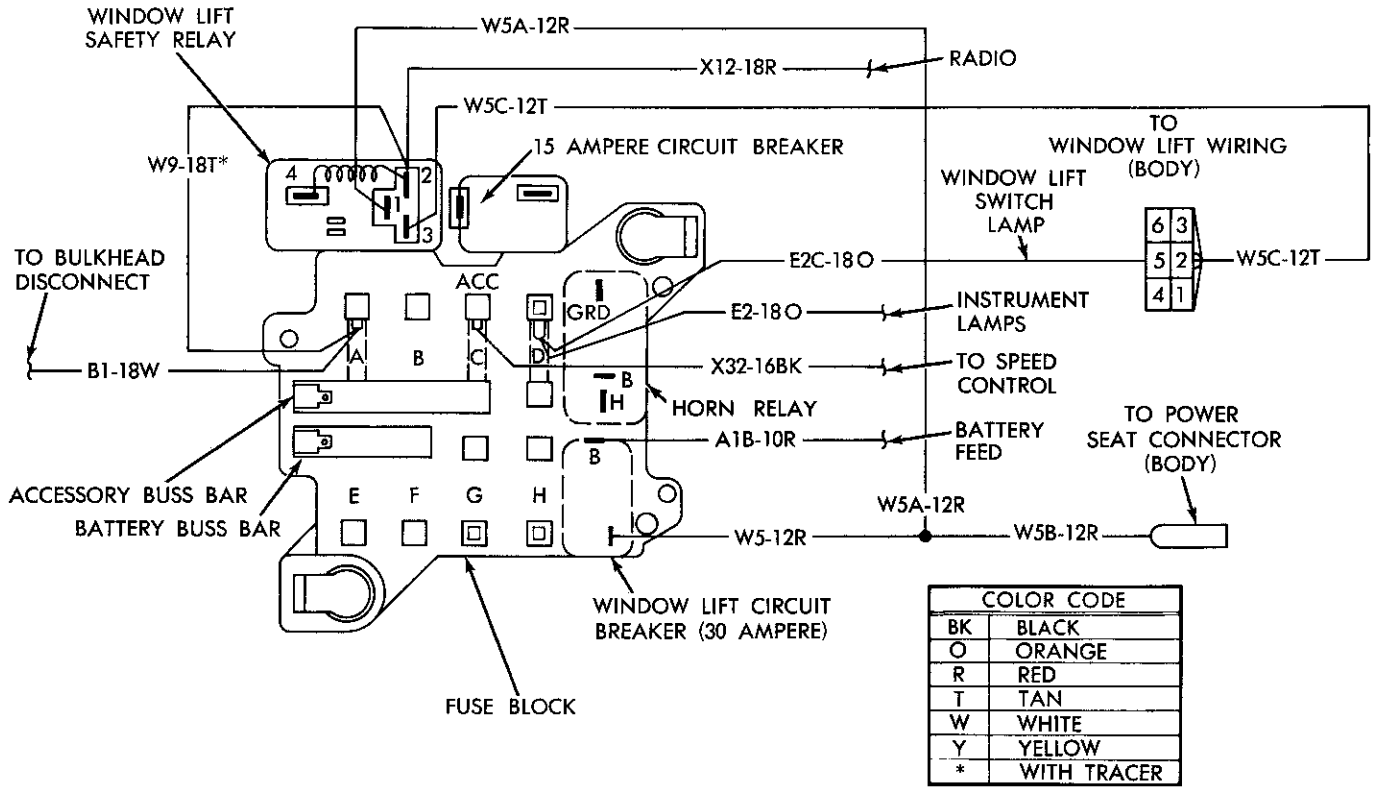 WINDOW LIFT
SAFETY RELAY
W5A-12R
X12-18R
RADIO
W5C-12T
W9-18T*
15 AMPERE CIRCUIT BREAKER
TO
WINDOW LIFT WIRING
(BODY)
WINDOW LIFT
SWITCH
LAMP
4
2
1
3
6 3
5 2
4 1
W5C-12T
TO BULKHEAD
DISCONNECT
ACC
E2C-18O
GRD
E2-18O
INSTRUMENT
LAMPS
A
B
C
D
B1-18W
X32-16BK
TO SPEED
CONTROL
B
H
HORN RELAY
A1B-10R
BATTERY
FEED
TO POWER
SEAT CONNECTOR
(BODY)
B
ACCESSORY BUSS BAR
BATTERY BUSS BAR
E
F
G
H
W5A-12R
W5-12R
W5B-12R
WINDOW LIFT CIRCUIT
BREAKER (30 AMPERE)
FUSE BLOCK
COLOR CODE
BK BLACK
O ORANGE
R RED
T TAN
W WHITE
Y YELLOW
* WITH TRACER